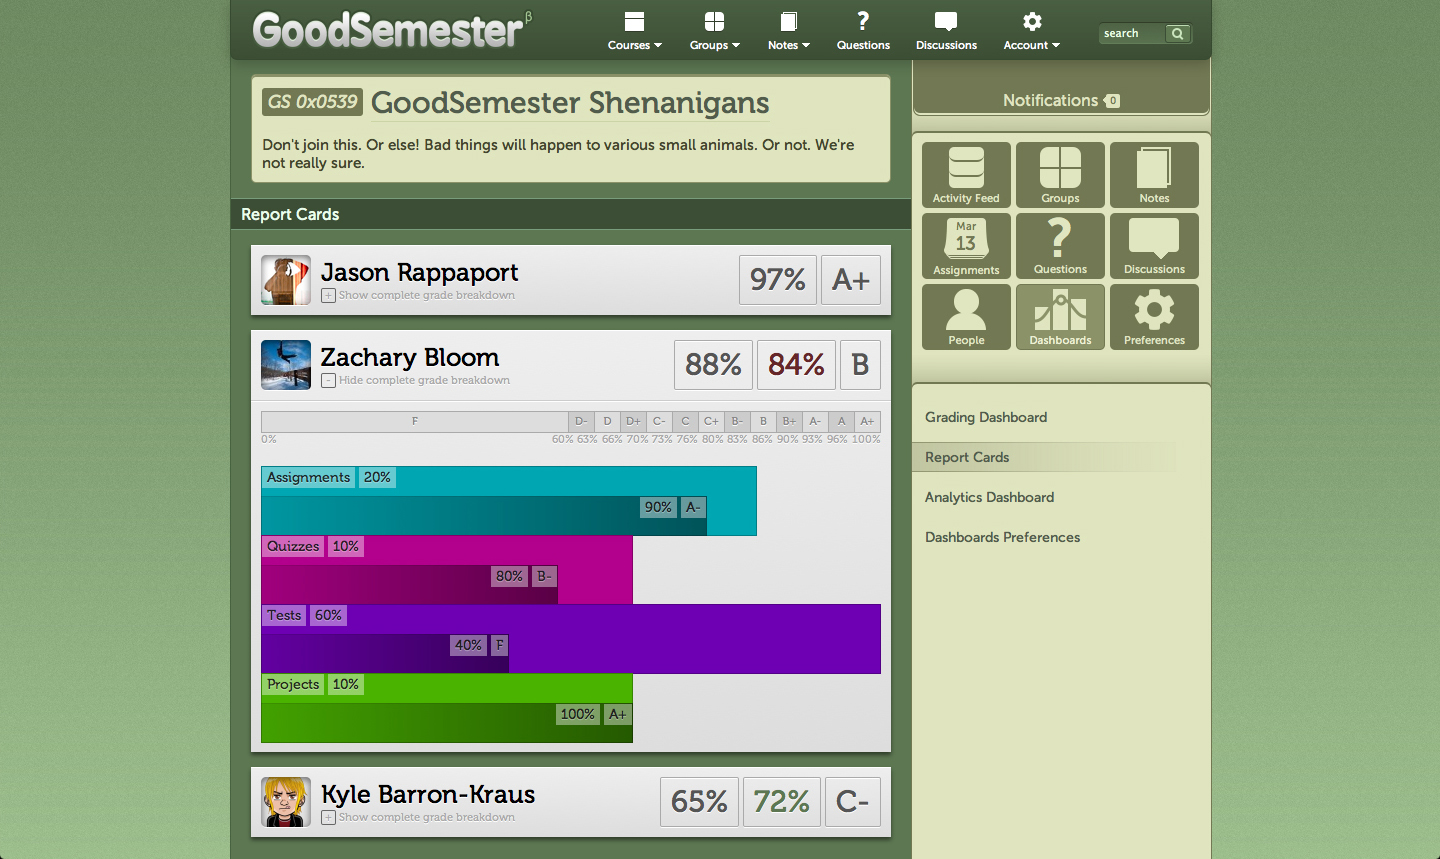 GoodSemester β
Courses Groups Notes Questions Discussions Account search
GS 0x0539 GoodSemester Shenanigans
Don't join this. Or else! Bad things will happen to various small animals. Or not. We're
not really sure.
Report Cards
Jason Rappaport
+ Show complete grade breakdown
97% A+
Zachary Bloom
- Hide complete grade breakdown
88% 84% B
F D- D D+ C- C C+ B- B B+ A- A A+
0% 60% 63% 66% 70% 73% 76% 80% 83% 86% 90% 93% 96% 100%
Assignments 20%
90% A-
Quizzes 10%
80% B-
Tests 60%
40% F
Projects 10%
100% A+
Kyle Barron-Kraus
+ Show complete grade breakdown
65% 72% C-
Notifications 0
Activity Feed Groups Notes
Mar
13
Assignments Questions Discussions
People Dashboards Preferences
Grading Dashboard
Report Cards
Analytics Dashboard
Dashboards Preferences